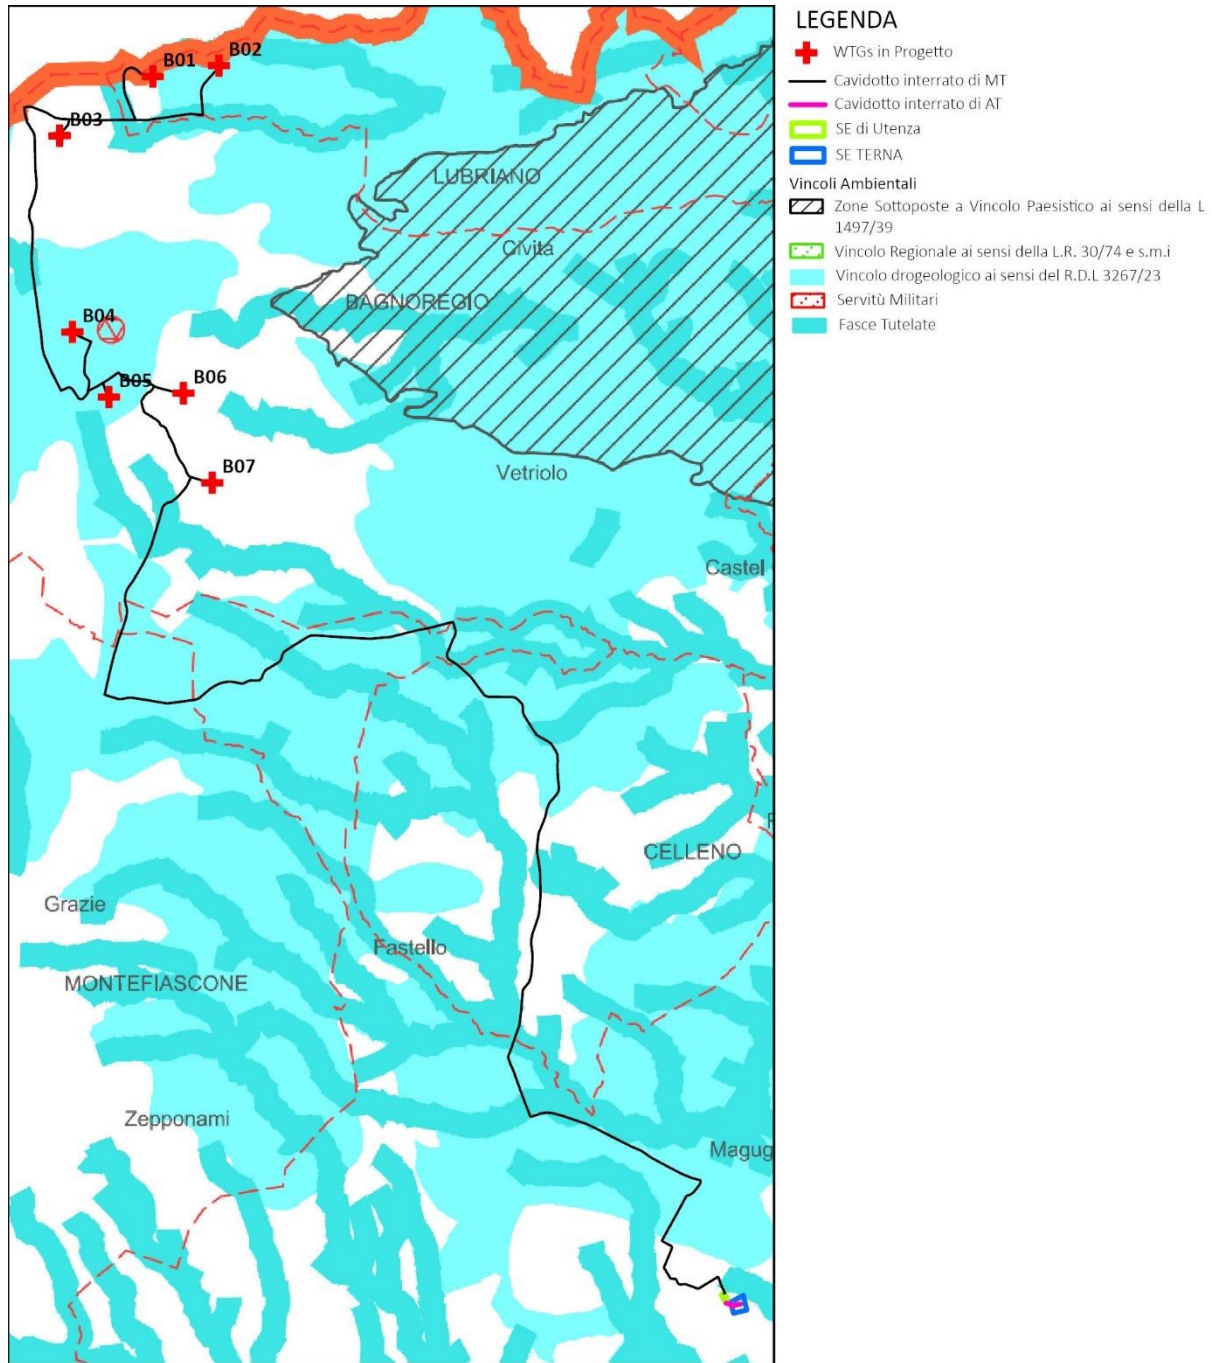 B01
B02
B03
LUBRIANO
Civita
BAGNOREGIO
B04
B05
B06
B07
Vetriolo
Castel
CELLENO
Grazie
Fastello
MONTEFIASCONE
Zepponami
Magug
LEGENDA
WTGs in Progetto
Cavidotto interrato di MT
Cavidotto interrato di AT
SE di Utenza
SE TERNA
Vincoli Ambientali
Zone Sottoposte a Vincolo Paesistico ai sensi della L
1497/39
Vincolo Regionale ai sensi della L.R. 30/74 e s.m.i
Vincolo drogeologico ai sensi del R.D.L 3267/23
Servitù Militari
Fasce Tutelate